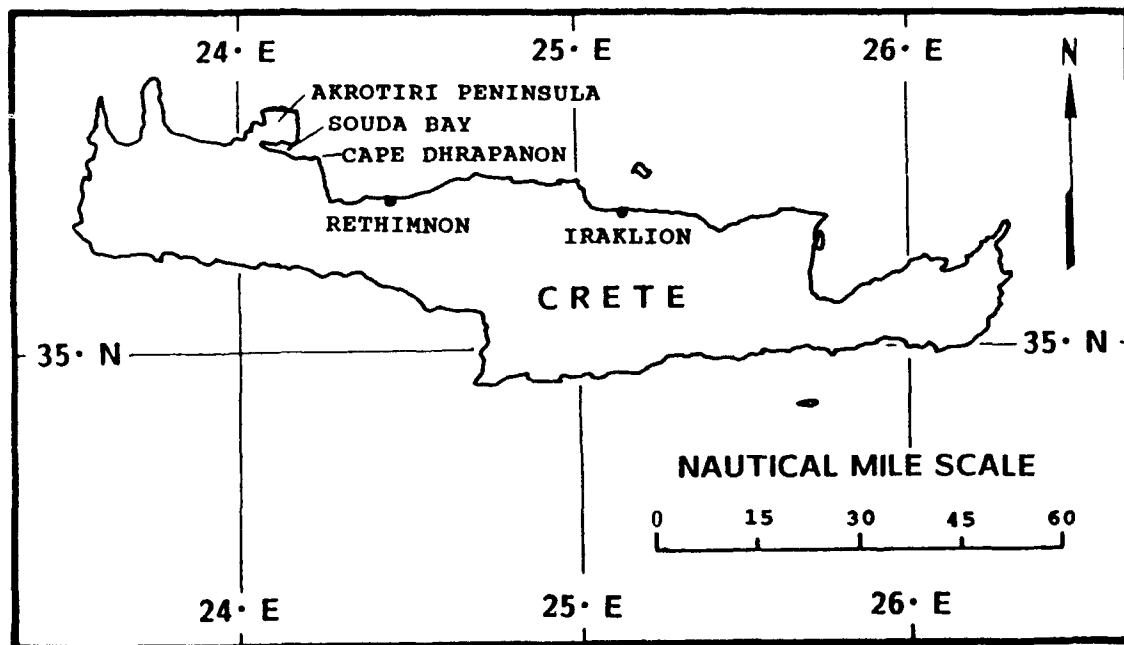 24· E 25· E 26· E N
AKROTIRI PENINSULA
SOUDA BAY
CAPE DHRAPANON
RETHIMNON IRAKLION
CRETE
35· N 35· N
NAUTICAL MILE SCALE
0 15 30 45 60
24· E 25· E 26· E